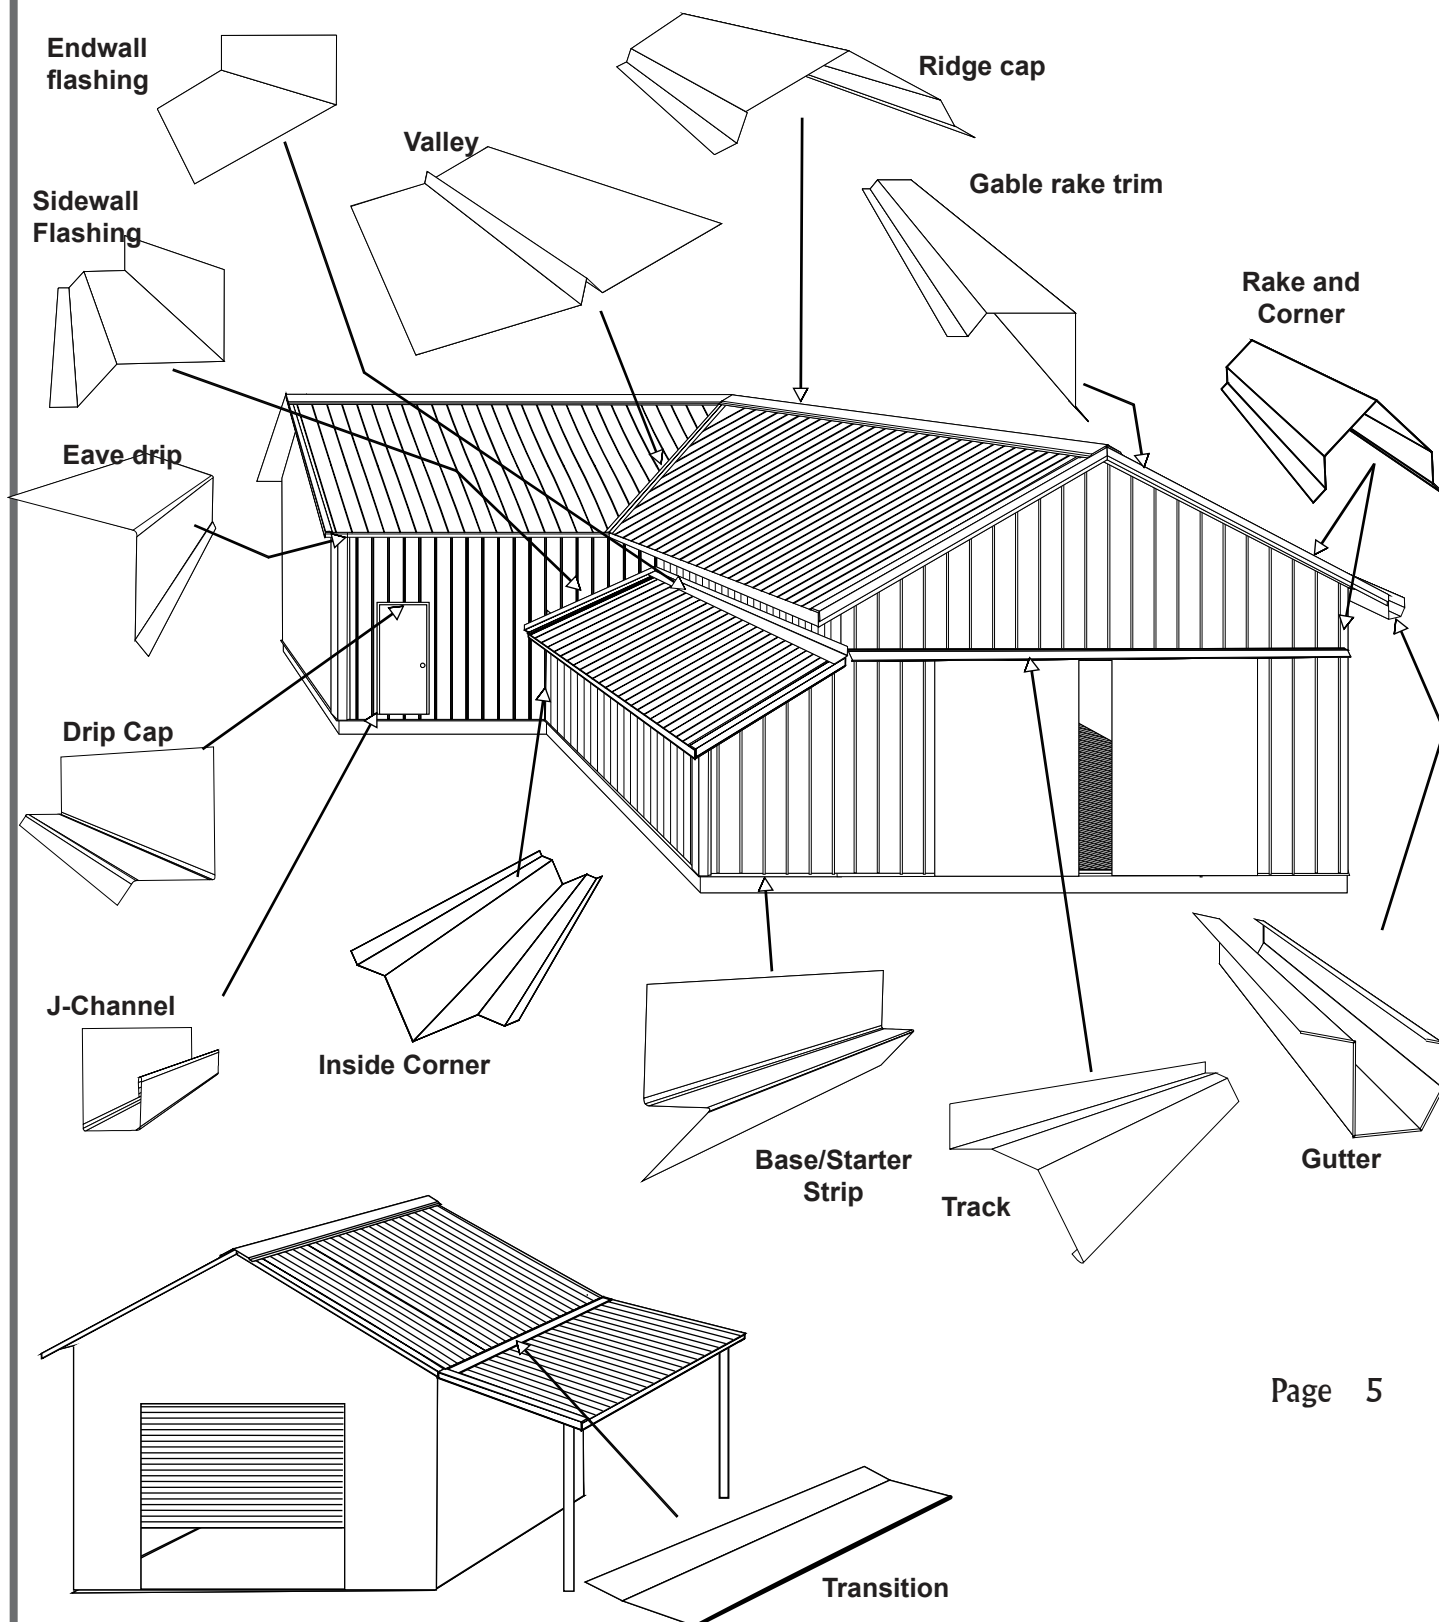 Endwall
flashing
Ridge cap
Valley
Gable rake trim
Sidewall
Flashing
Rake and
Corner
Eave drip
Drip Cap
J-Channel
Inside Corner
Base/Starter
Strip
Track
Gutter
Page 5
Transition